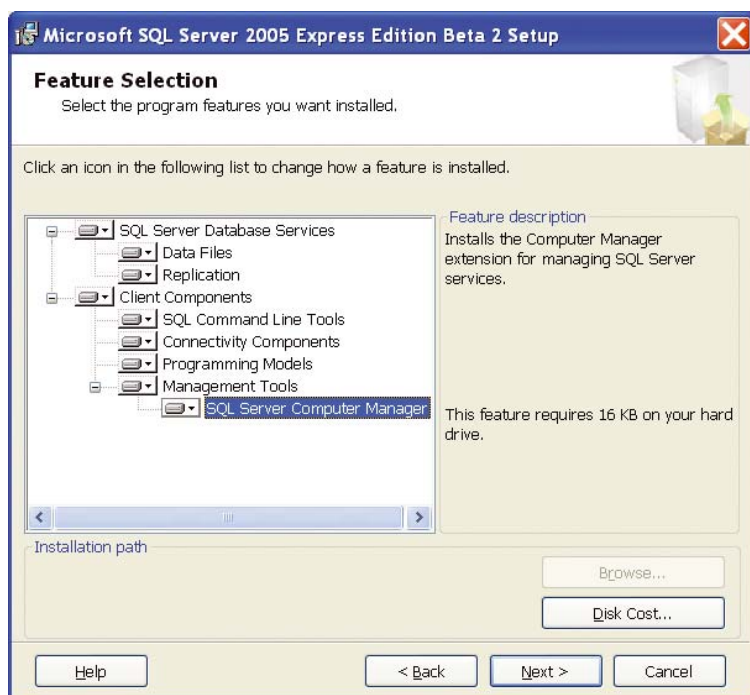 Microsoft SQL Server 2005 Express Edition Beta 2 Setup
Feature Selection
Select the program features you want installed.
Click an icon in the following list to change how a feature is installed.
SQL Server Database Services
Data Files
Replication
Client Components
SQL Command Line Tools
Connectivity Components
Programming Models
Management Tools
SQL Server Computer Manager
Feature description
Installs the Computer Manager
extension for managing SQL Server
services.
This feature requires 16 KB on your hard
drive.
Installation path
Browse...
Disk Cost...
Help
< Back
Next >
Cancel